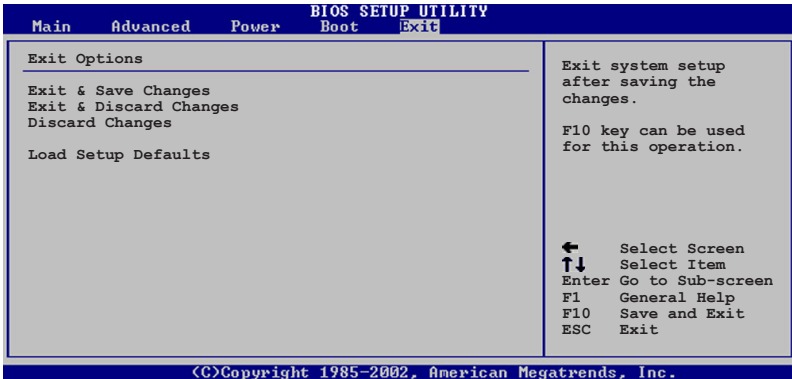 BIOS SETUP UTILITY
Main Advanced Power Boot Exit
Exit Options
Exit & Save Changes
Exit & Discard Changes
Discard Changes
Load Setup Defaults
Exit system setup
after saving the
changes.
F10 key can be used
for this operation.
← Select Screen
↑↓ Select Item
Enter Go to Sub-screen
F1 General Help
F10 Save and Exit
ESC Exit
(C)Copyright 1985-2002, American Megatrends, Inc.